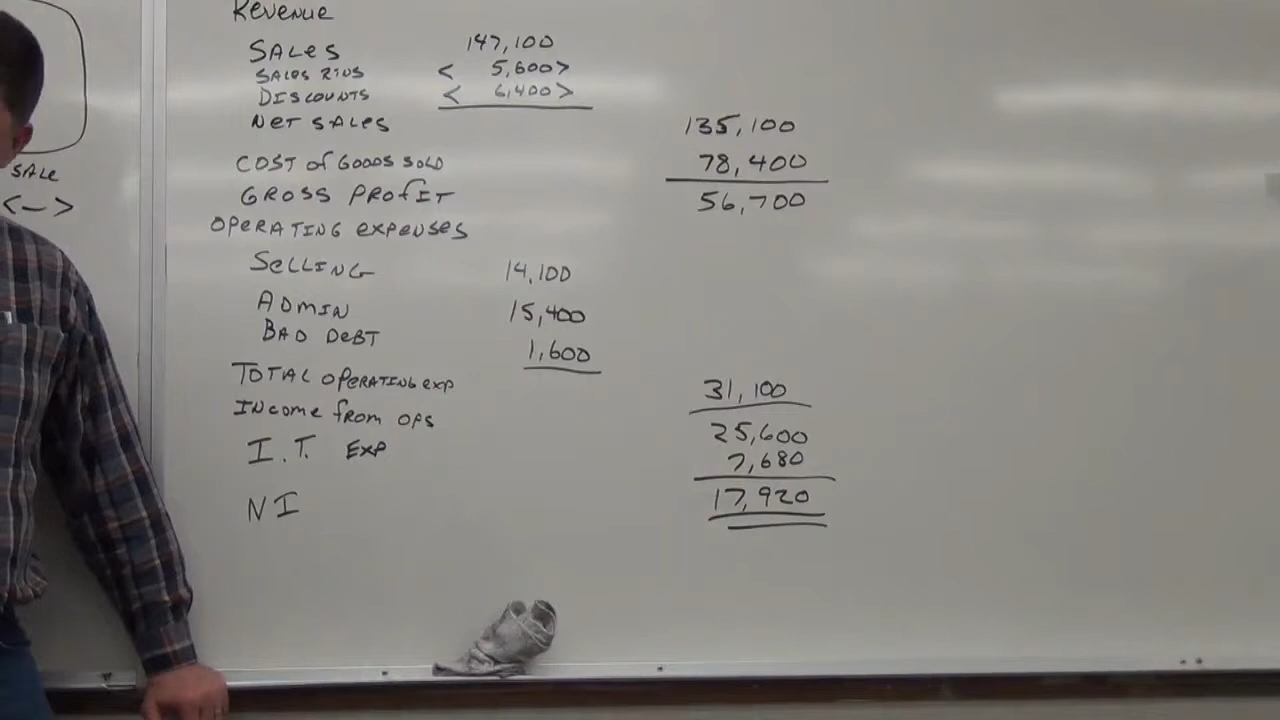 Revenue
SALes 147,100
SALes RTNS < 5,600>
DIscounts < 6,400>
Net SALes 135,100
COST of Goods SOLD 78,400
GROSS PROfIT 56,700
OPeRATING expenses
SeLLING 14,100
ADMIN 15,400
BAD DeBT 1,600
TOTAL OPeRATING exp 31,100
INcome from OPS 25,600
I.T. Exp 7,680
NI 17,920
SALe
<->